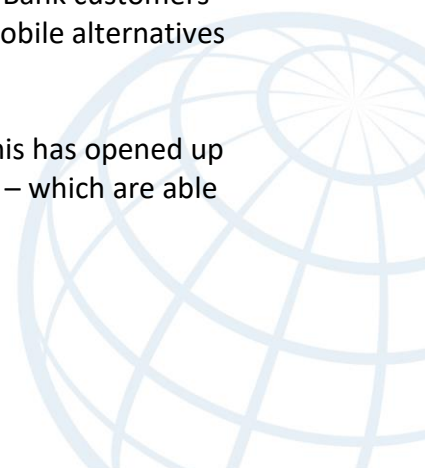 Bank customers
obile alternatives
his has opened up
– which are able